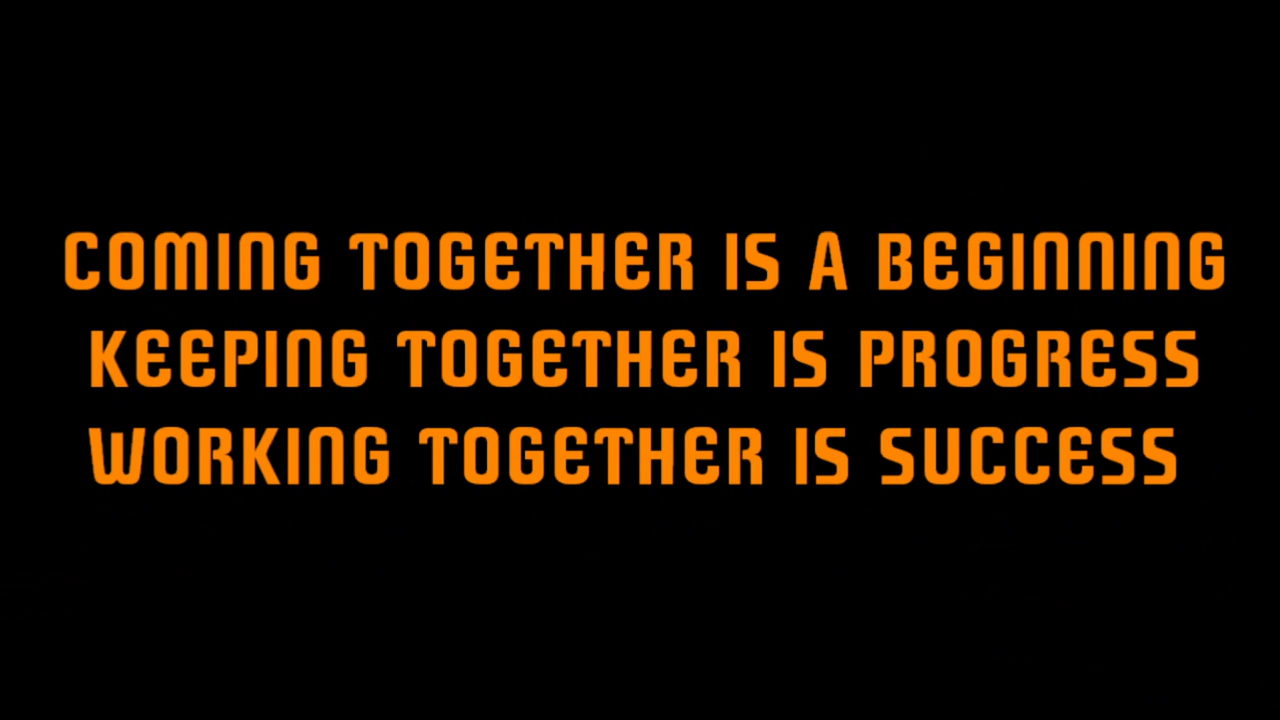 COMING TOGETHER IS A BEGINNING
KEEPING TOGETHER IS PROGRESS
WORKING TOGETHER IS SUCCESS